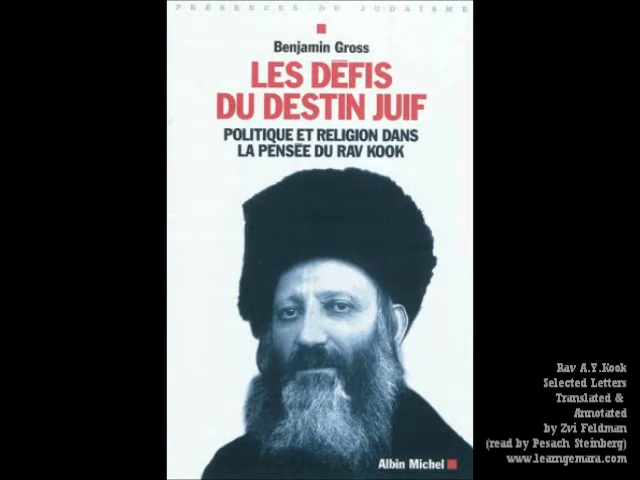 PRÉSENCES DU JUDAÏSME
Benjamin Gross
LES DÉFIS
DU DESTIN JUIF
POLITIQUE ET RELIGION DANS
LA PENSÉE DU RAV KOOK
Albin Michel
Rav A.Y.Kook
Selected Letters
Translated &
Annotated
by Zvi Feldman
(read by Pesach Steinberg)
www.learngemara.com